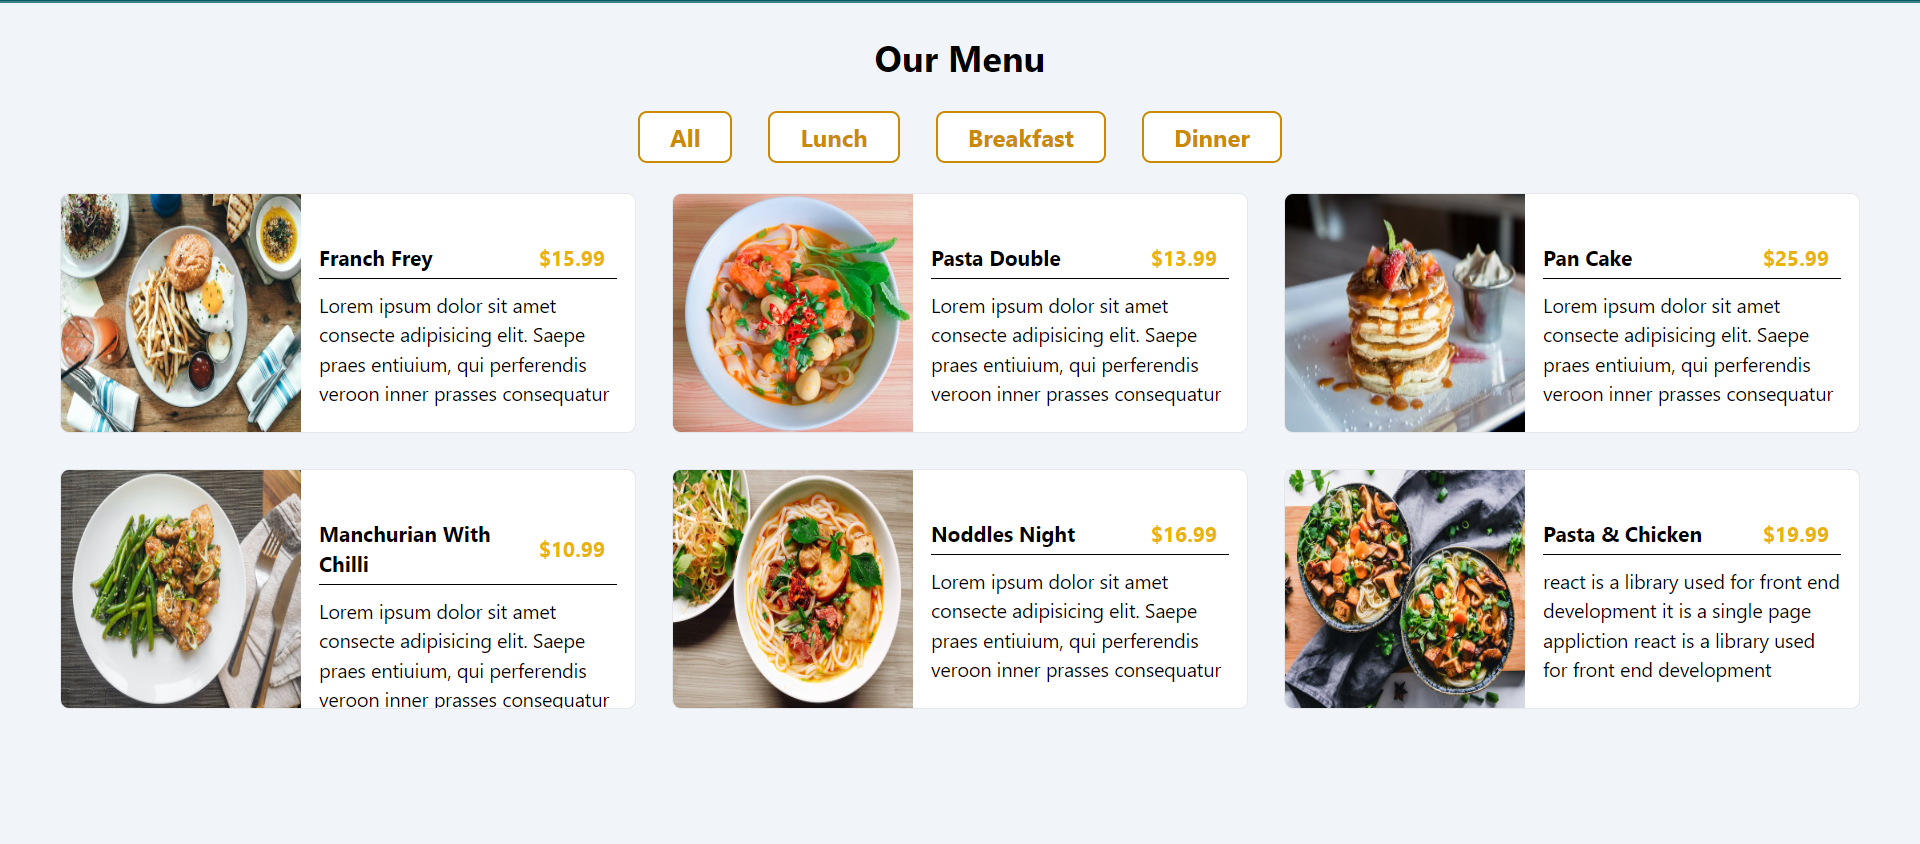 Our Menu
All
Lunch
Breakfast
Dinner
Franch Frey
$15.99
Lorem ipsum dolor sit amet
consecte adipisicing elit. Saepe
praes entiuium, qui perferendis
veroon inner prasses consequatur
Pasta Double
$13.99
Lorem ipsum dolor sit amet
consecte adipisicing elit. Saepe
praes entiuium, qui perferendis
veroon inner prasses consequatur
Pan Cake
$25.99
Lorem ipsum dolor sit amet
consecte adipisicing elit. Saepe
praes entiuium, qui perferendis
veroon inner prasses consequatur
Manchurian With
Chilli
$10.99
Lorem ipsum dolor sit amet
consecte adipisicing elit. Saepe
praes entiuium, qui perferendis
veroon inner prasses consequatur
Noddles Night
$16.99
Lorem ipsum dolor sit amet
consecte adipisicing elit. Saepe
praes entiuium, qui perferendis
veroon inner prasses consequatur
Pasta & Chicken
$19.99
react is a library used for front end
development it is a single page
appliction react is a library used
for front end development